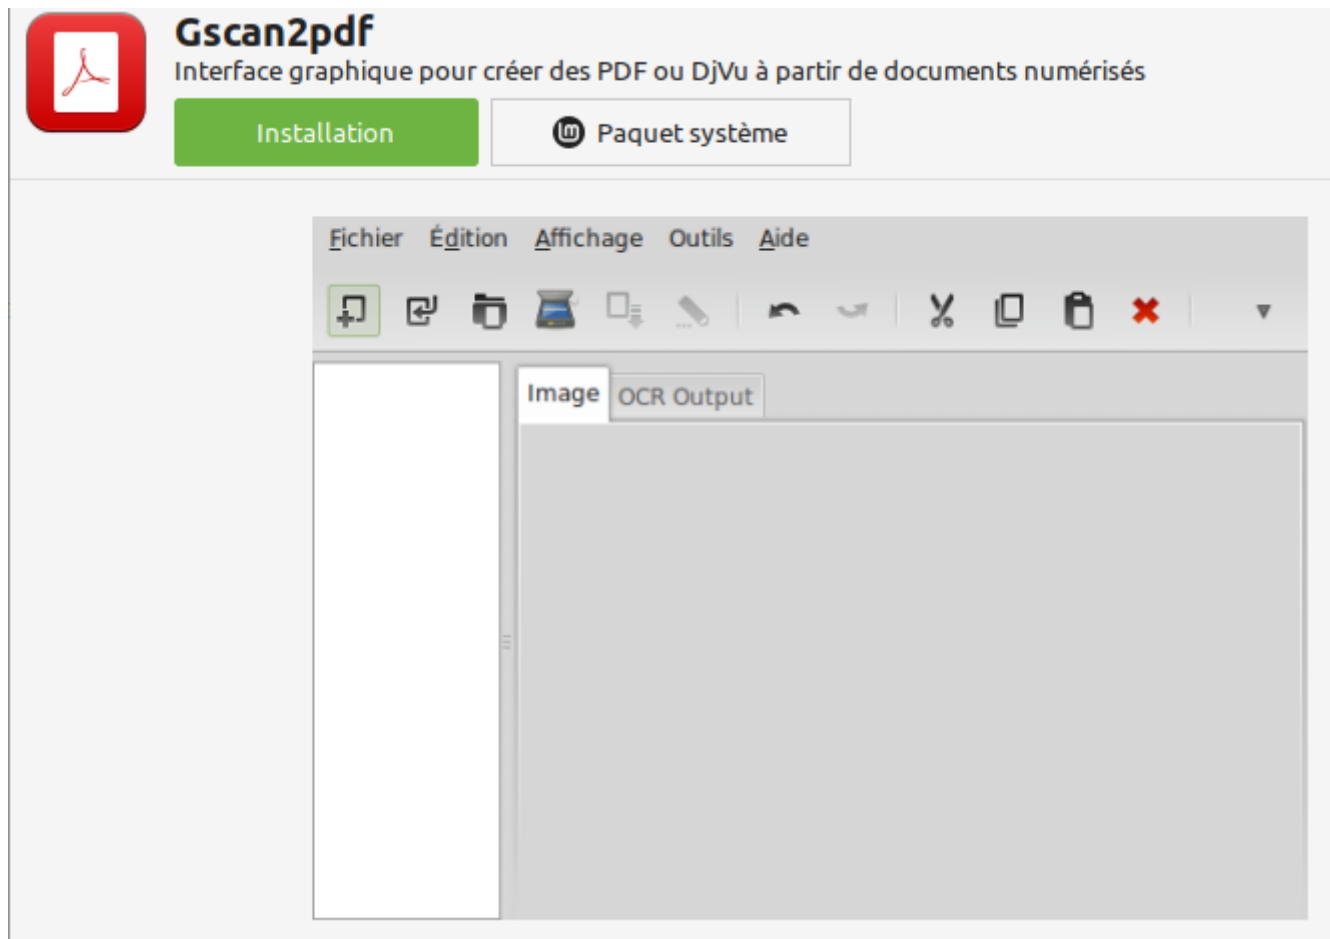 Gscan2pdf
Interface graphique pour créer des PDF ou DjVu à partir de documents numérisés
Installation
Paquet système
Fichier Édition Affichage Outils Aide
Image OCR Output